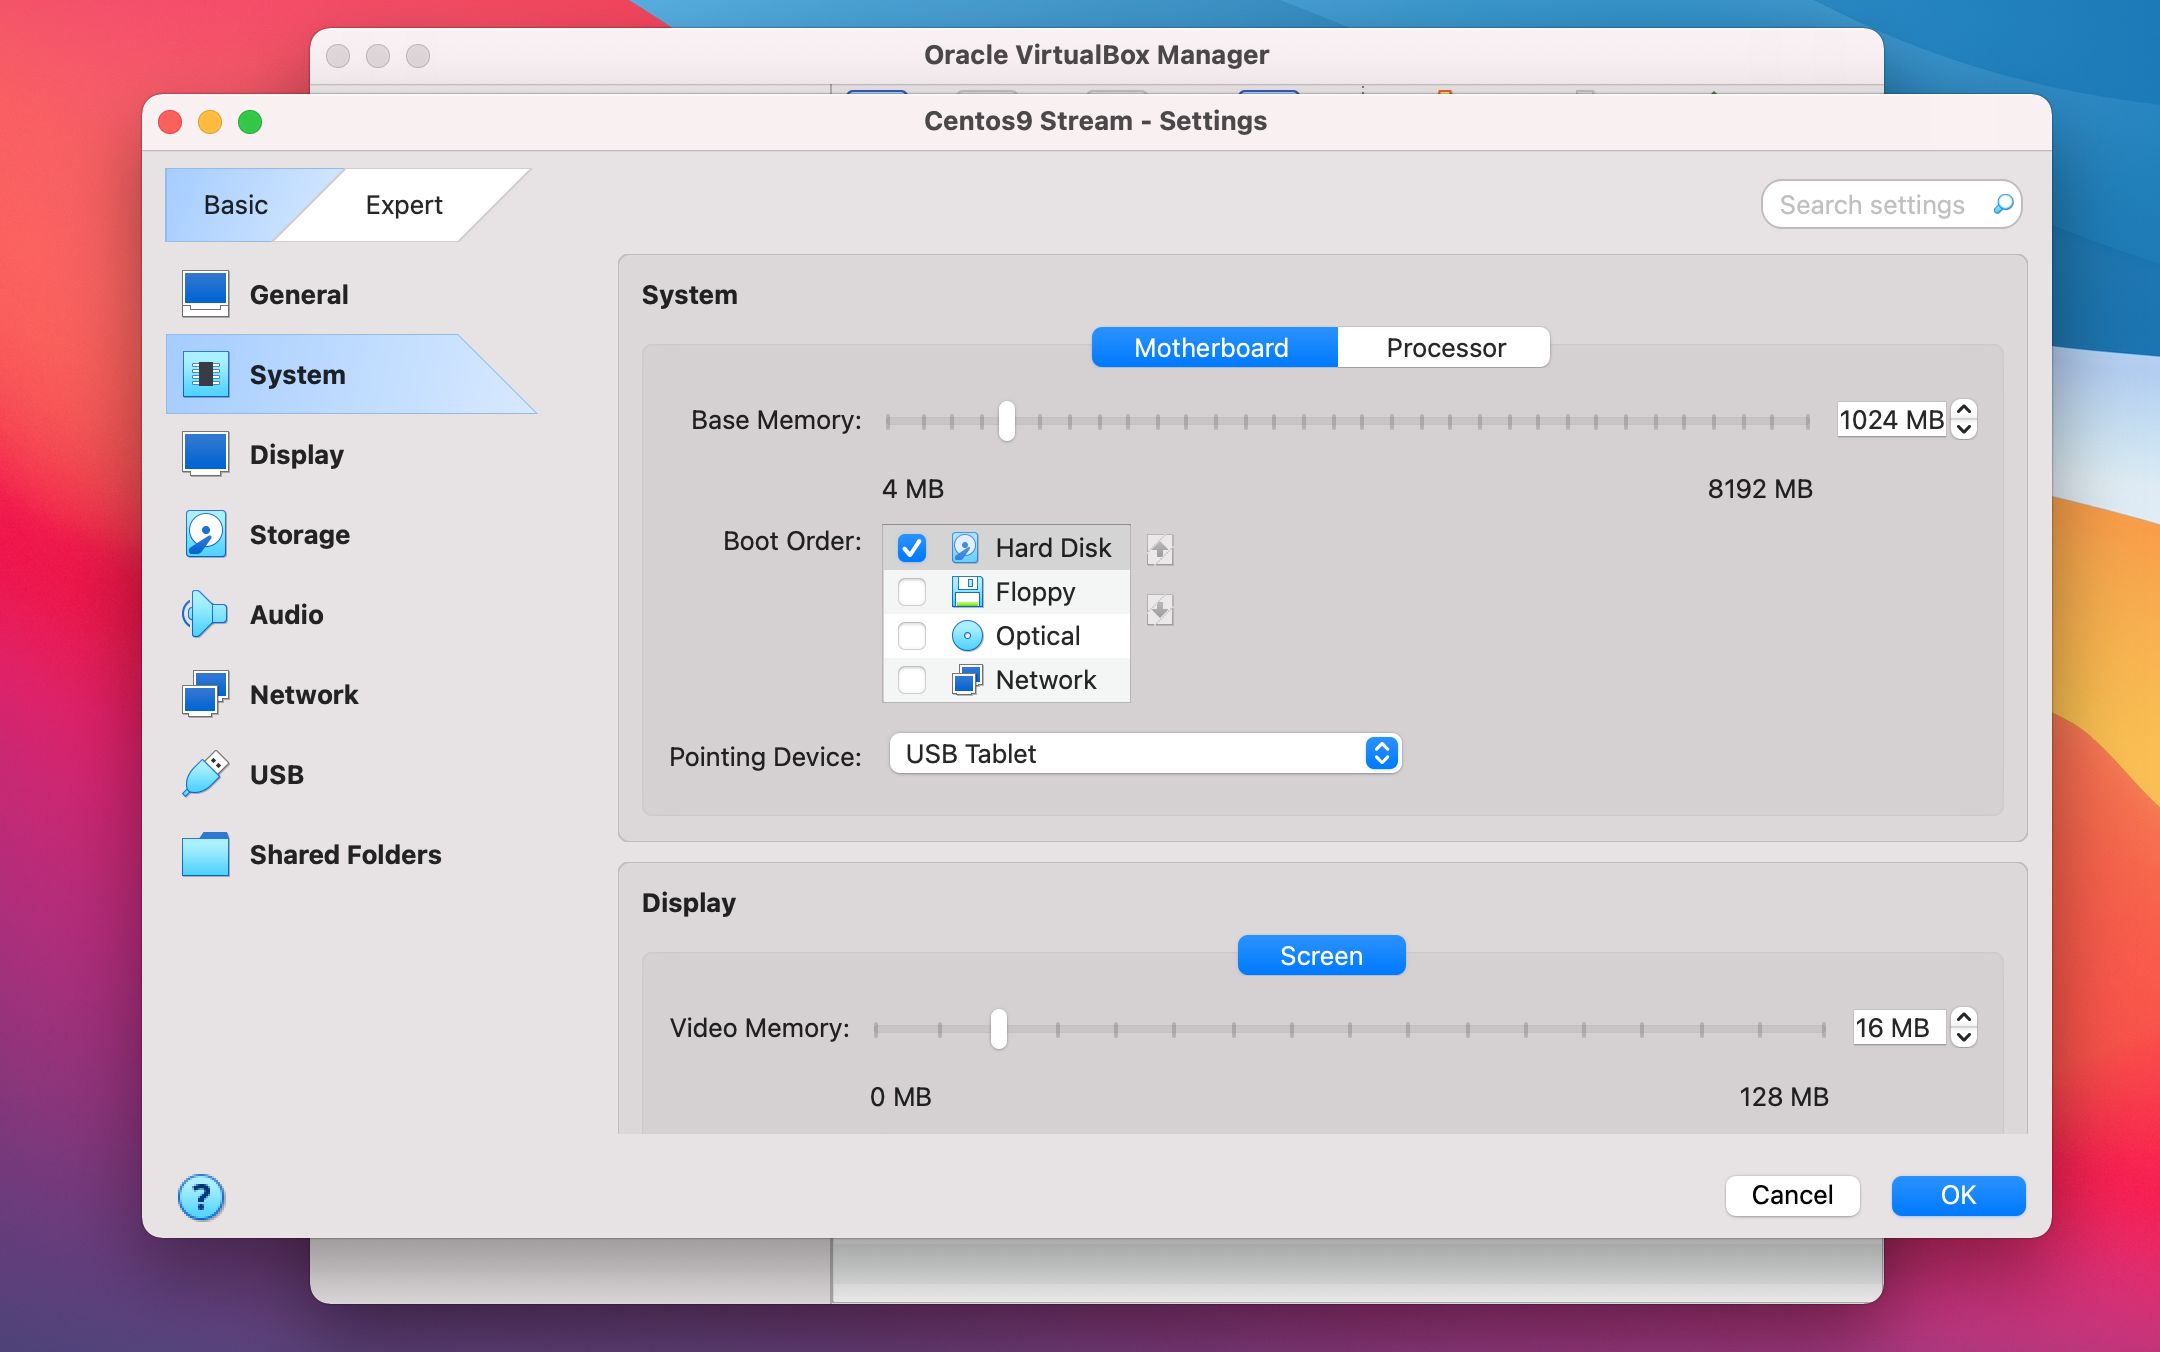 Oracle VirtualBox Manager
Centos9 Stream - Settings
Basic
Expert
Search settings
General
System
Display
Storage
Audio
Network
USB
Shared Folders
System
Motherboard
Processor
Base Memory:
1024 MB
4 MB
8192 MB
Boot Order:
Hard Disk
Floppy
Optical
Network
Pointing Device:
USB Tablet
Display
Screen
Video Memory:
16 MB
0 MB
128 MB
?
Cancel
OK